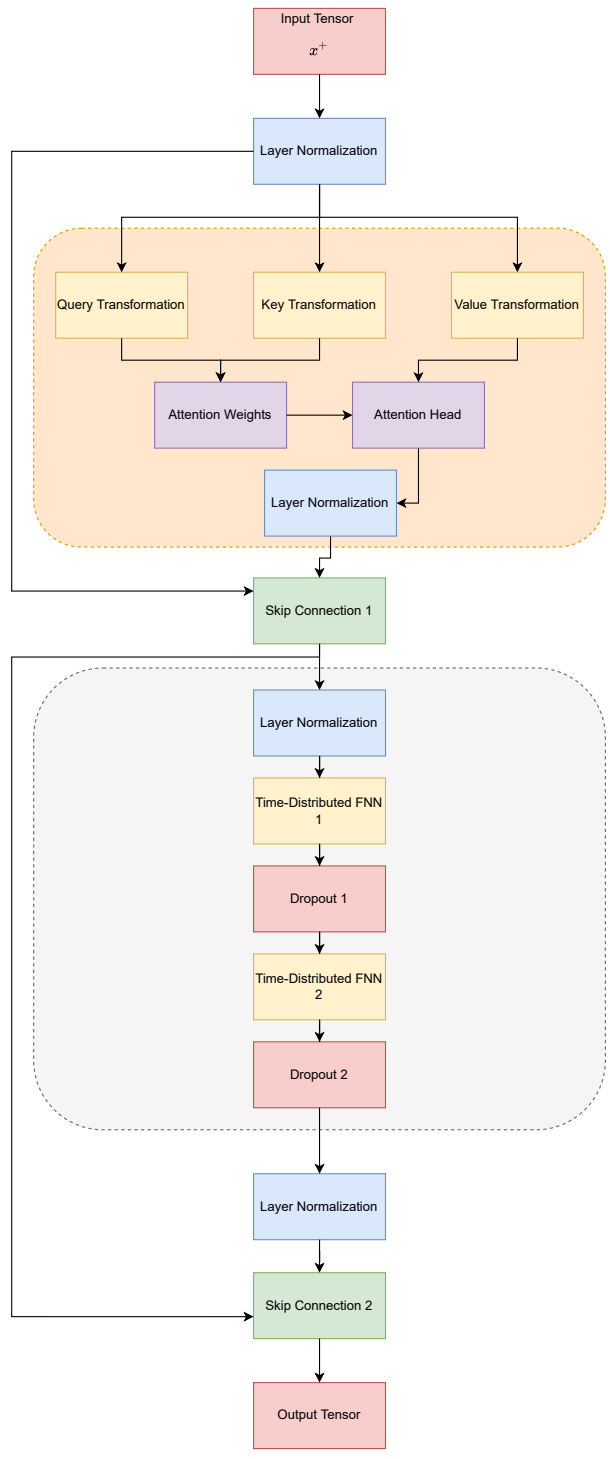 Input Tensor
x⁺
Layer Normalization
Query Transformation
Key Transformation
Value Transformation
Attention Weights
Attention Head
Layer Normalization
Skip Connection 1
Layer Normalization
Time-Distributed FNN
1
Dropout 1
Time-Distributed FNN
2
Dropout 2
Layer Normalization
Skip Connection 2
Output Tensor